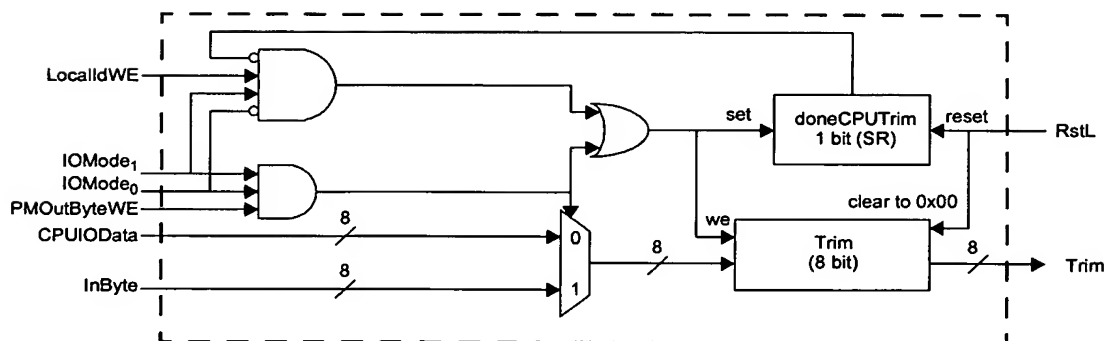 LocalIdWE
IOMode1
IOMode0
PMOutByteWE
CPUIOData
InByte
8
8
0
1
8
set
we
doneCPUTrim
1 bit (SR)
reset
RstL
clear to 0x00
Trim
(8 bit)
8
Trim